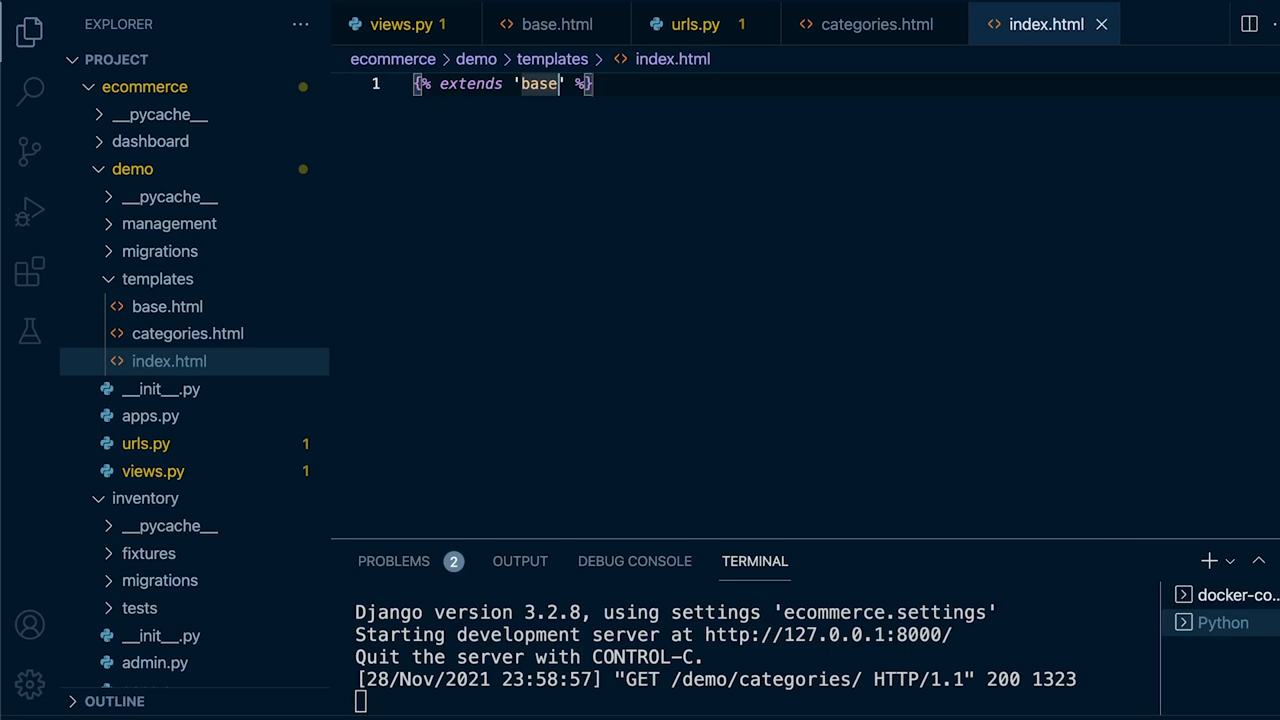 EXPLORER
views.py 1
base.html
urls.py 1
categories.html
index.html
PROJECT
ecommerce > demo > templates > index.html
ecommerce
1 {% extends 'base' %}
__pycache__
dashboard
demo
__pycache__
management
migrations
templates
base.html
categories.html
index.html
__init__.py
apps.py
urls.py 1
views.py 1
inventory
__pycache__
fixtures
migrations
tests
__init__.py
admin.py
OUTLINE
PROBLEMS 2 OUTPUT DEBUG CONSOLE TERMINAL
Django version 3.2.8, using settings 'ecommerce.settings'
Starting development server at http://127.0.0.1:8000/
Quit the server with CONTROL-C.
[28/Nov/2021 23:58:57] "GET /demo/categories/ HTTP/1.1" 200 1323
docker-co...
Python